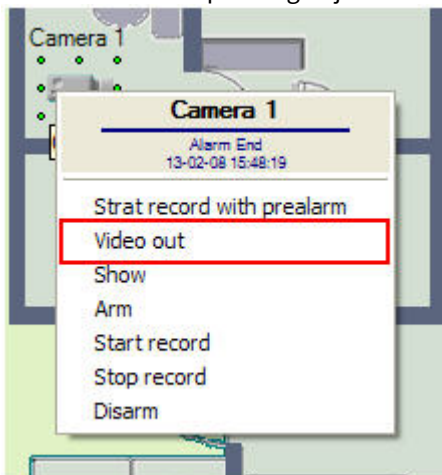 Camera 1
Camera 1
Alarm End
13-02-08 15:48:19
Strat record with prealarm
Video out
Show
Arm
Start record
Stop record
Disarm